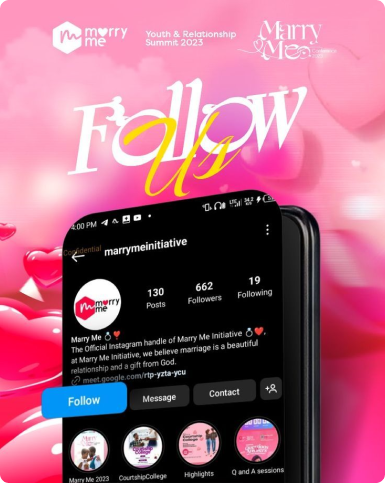 marry
me
Youth & Relationship
Summit 2023
Marry
Me
Follow
Us
4:00 PM
Confidential
marrymeinitiative
marry
me
130
Posts
662
Followers
19
Following
Marry Me 💍❣️
The Official Instagram handle of Marry Me Initiative 💍❤️,
at Marry Me Initiative, we believe marriage is a beautiful
relationship and a gift from God.
meet.google.com/rtp-yzta-ycu
Follow
Message
Contact
Marry Me 2023
CourtshipCollege
Highlights
Q and A sessions